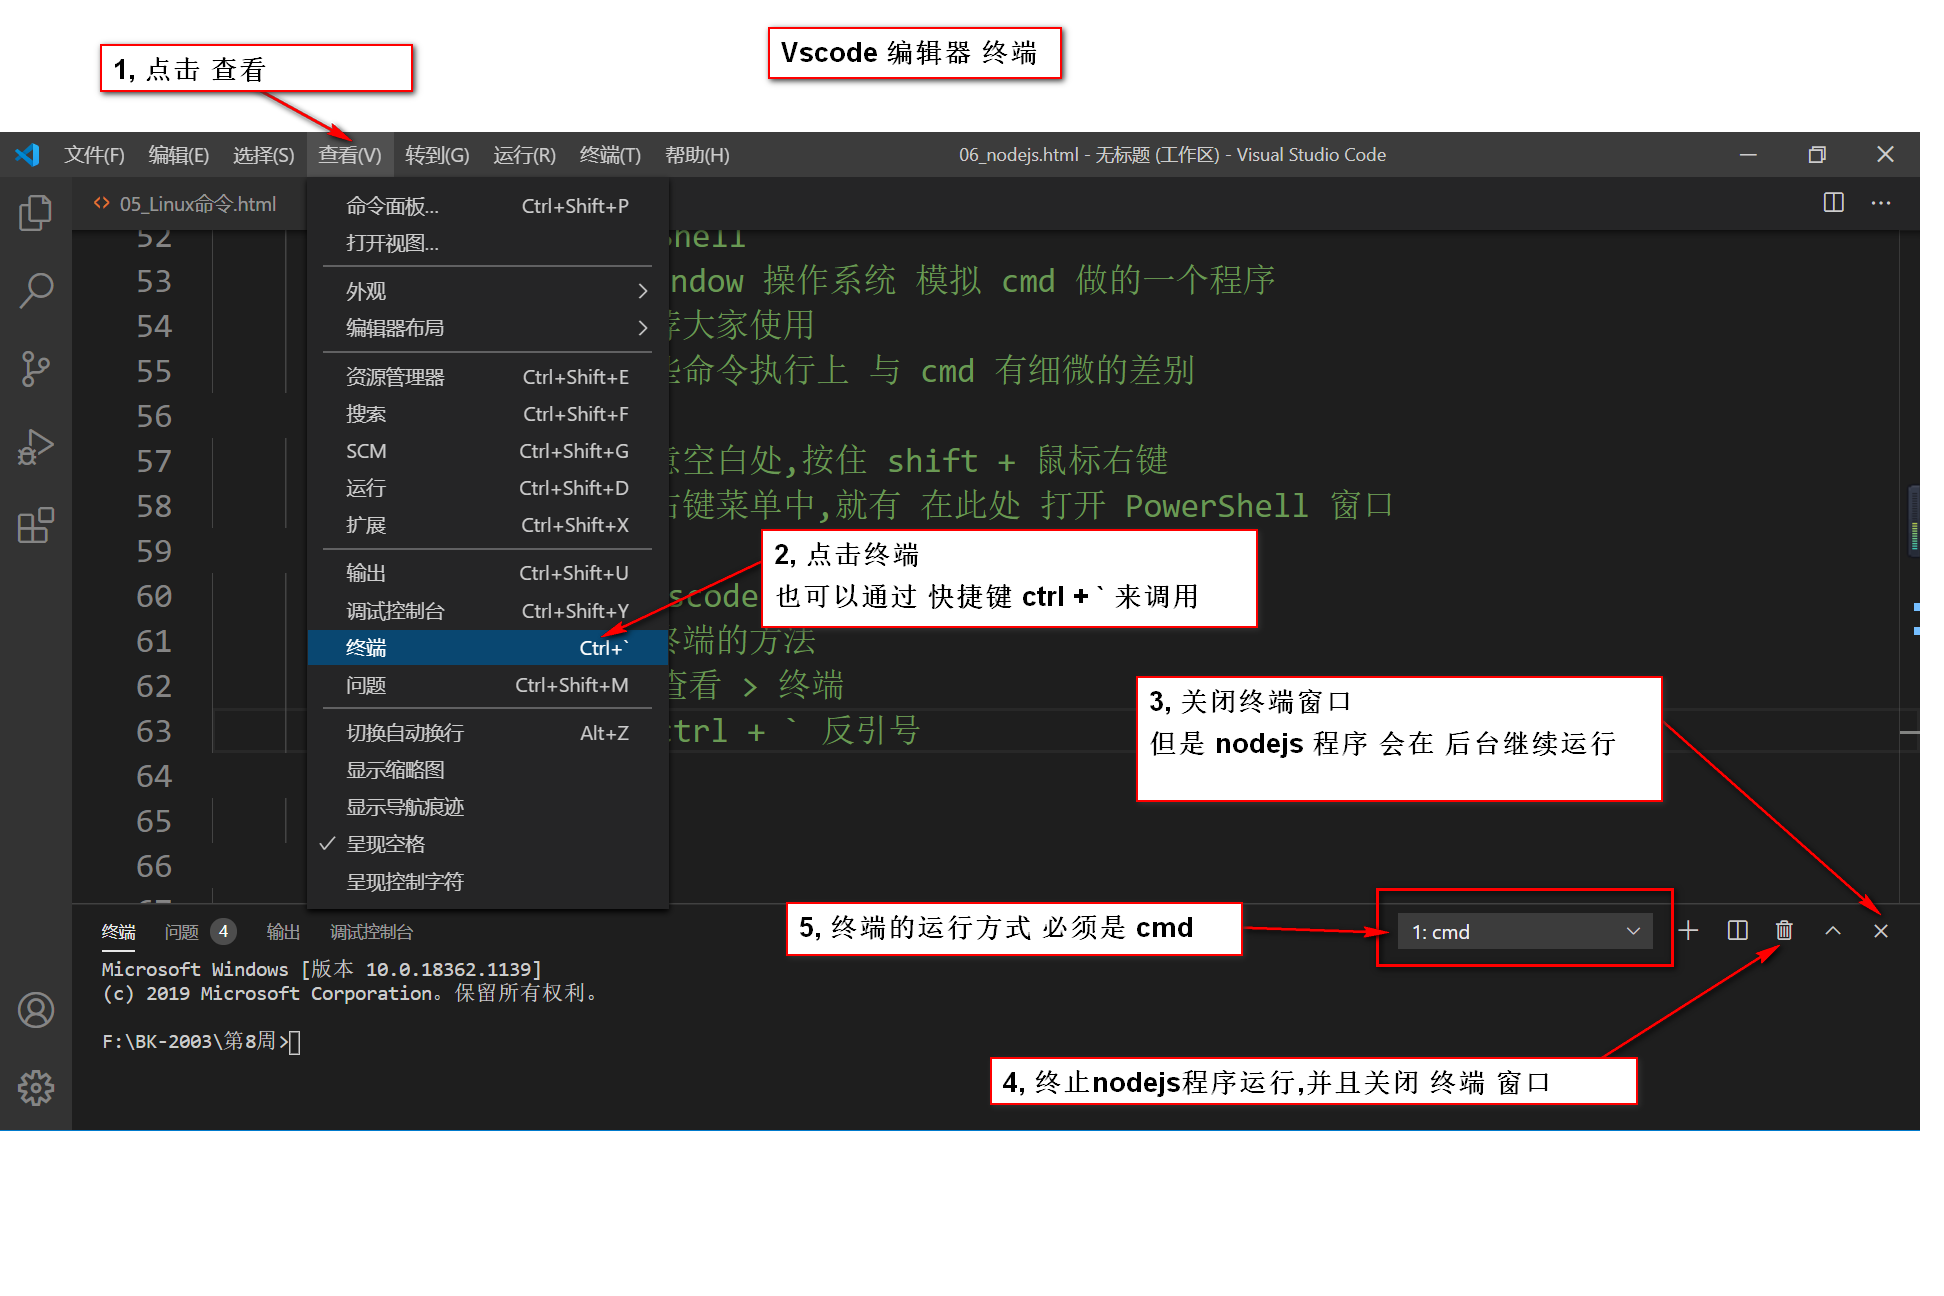 Vscode 编辑器 终端
1, 点击 查看
文件(F) 编辑(E) 选择(S) 查看(V) 转到(G) 运行(R) 终端(T) 帮助(H) 06_nodejs.html - 无标题 (工作区) - Visual Studio Code
05_Linux命令.html
命令面板... Ctrl+Shift+P
打开视图...
外观
编辑器布局
资源管理器 Ctrl+Shift+E
搜索 Ctrl+Shift+F
SCM Ctrl+Shift+G
运行 Ctrl+Shift+D
扩展 Ctrl+Shift+X
输出 Ctrl+Shift+U
调试控制台 Ctrl+Shift+Y
终端 Ctrl+`
问题 Ctrl+Shift+M
切换自动换行 Alt+Z
显示缩略图
显示导航痕迹
呈现空格
呈现控制字符
52 hell
53 ndow 操作系统 模拟 cmd 做的一个程序
54 大家使用
55 命令执行上 与 cmd 有细微的差别
56
57 空白处,按住 shift + 鼠标右键
58 右键菜单中,就有 在此处 打开 PowerShell 窗口
59
60 scode
61 终端的方法
62 查看 > 终端
63 trl + ` 反引号
64
65
66
67
2, 点击终端
也可以通过 快捷键 ctrl + ` 来调用
3, 关闭终端窗口
但是 nodejs 程序 会在 后台继续运行
5, 终端的运行方式 必须是 cmd
终端 问题 4 输出 调试控制台 1: cmd
Microsoft Windows [版本 10.0.18362.1139]
(c) 2019 Microsoft Corporation。保留所有权利。
F:\BK-2003\第8周>
4, 终止nodejs程序运行,并且关闭 终端 窗口